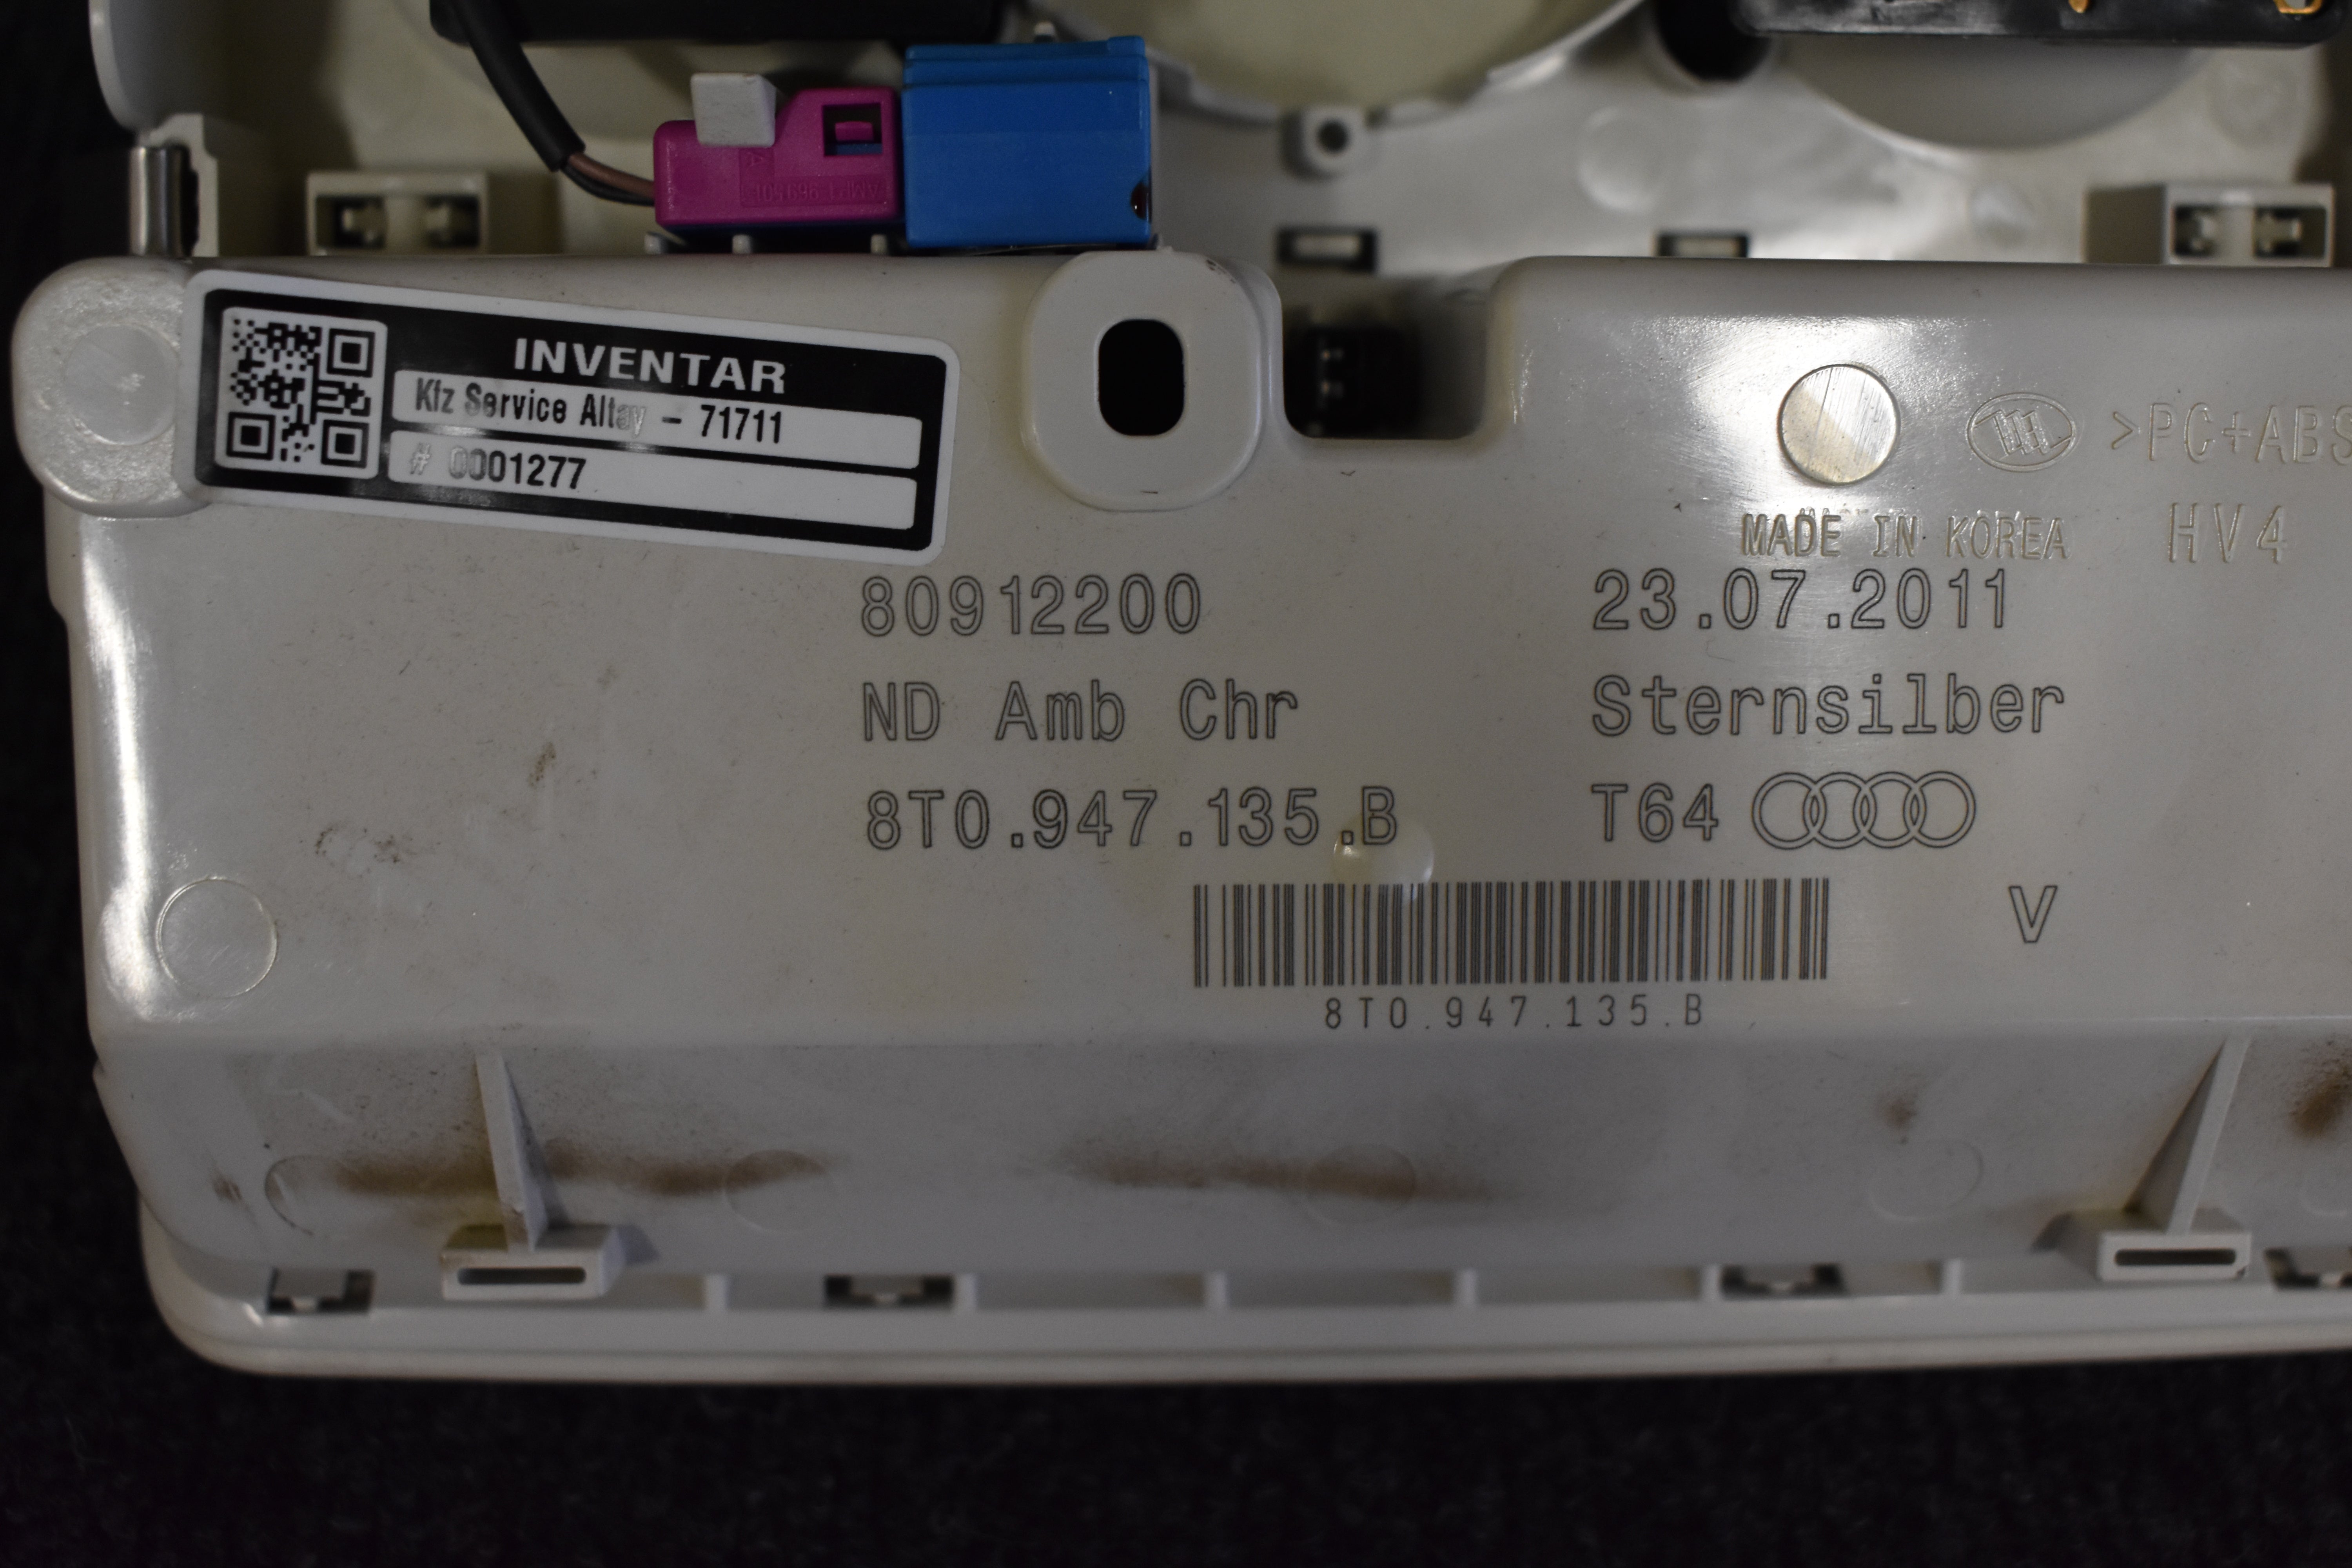 INVENTAR
Kfz Service Altay - 71711
# 0001277
>PC+ABS
MADE IN KOREA HV4
80912200 23.07.2011
ND Amb Chr Sternsilber
8T0.947.135.B T64
V
8T0.947.135.B